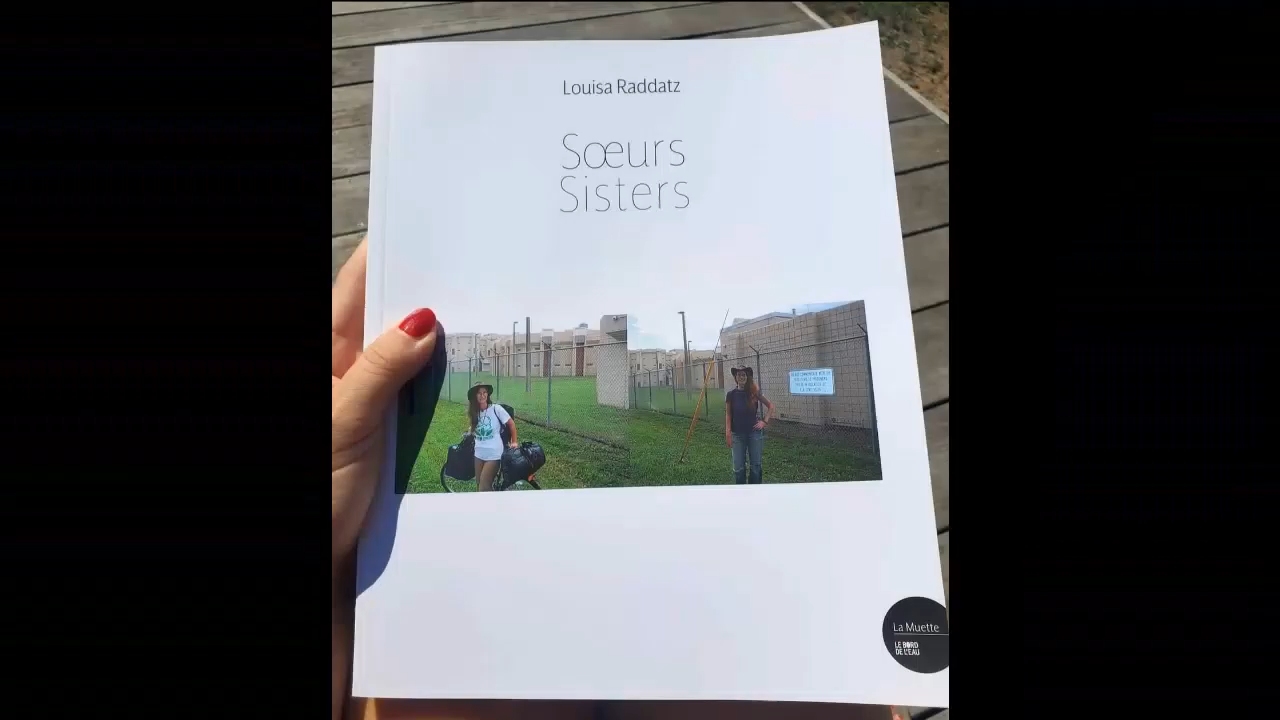 Louisa Raddatz
Sœurs
Sisters
La Muette
LE BORD
DE L'EAU